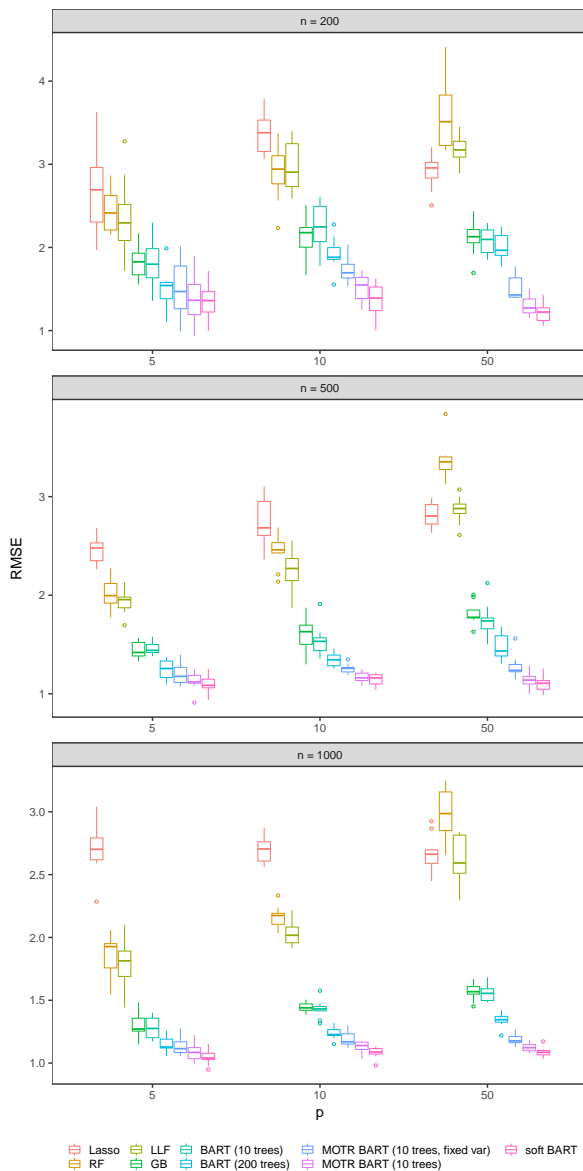 n = 200
4
3
2
1
5 10 50
n = 500
3
2
1
5 10 50
RMSE
n = 1000
3.0
2.5
2.0
1.5
1.0
5 10 50
p
Lasso LLF BART (10 trees) MOTR BART (10 trees, fixed var) soft BART
RF GB BART (200 trees) MOTR BART (10 trees)